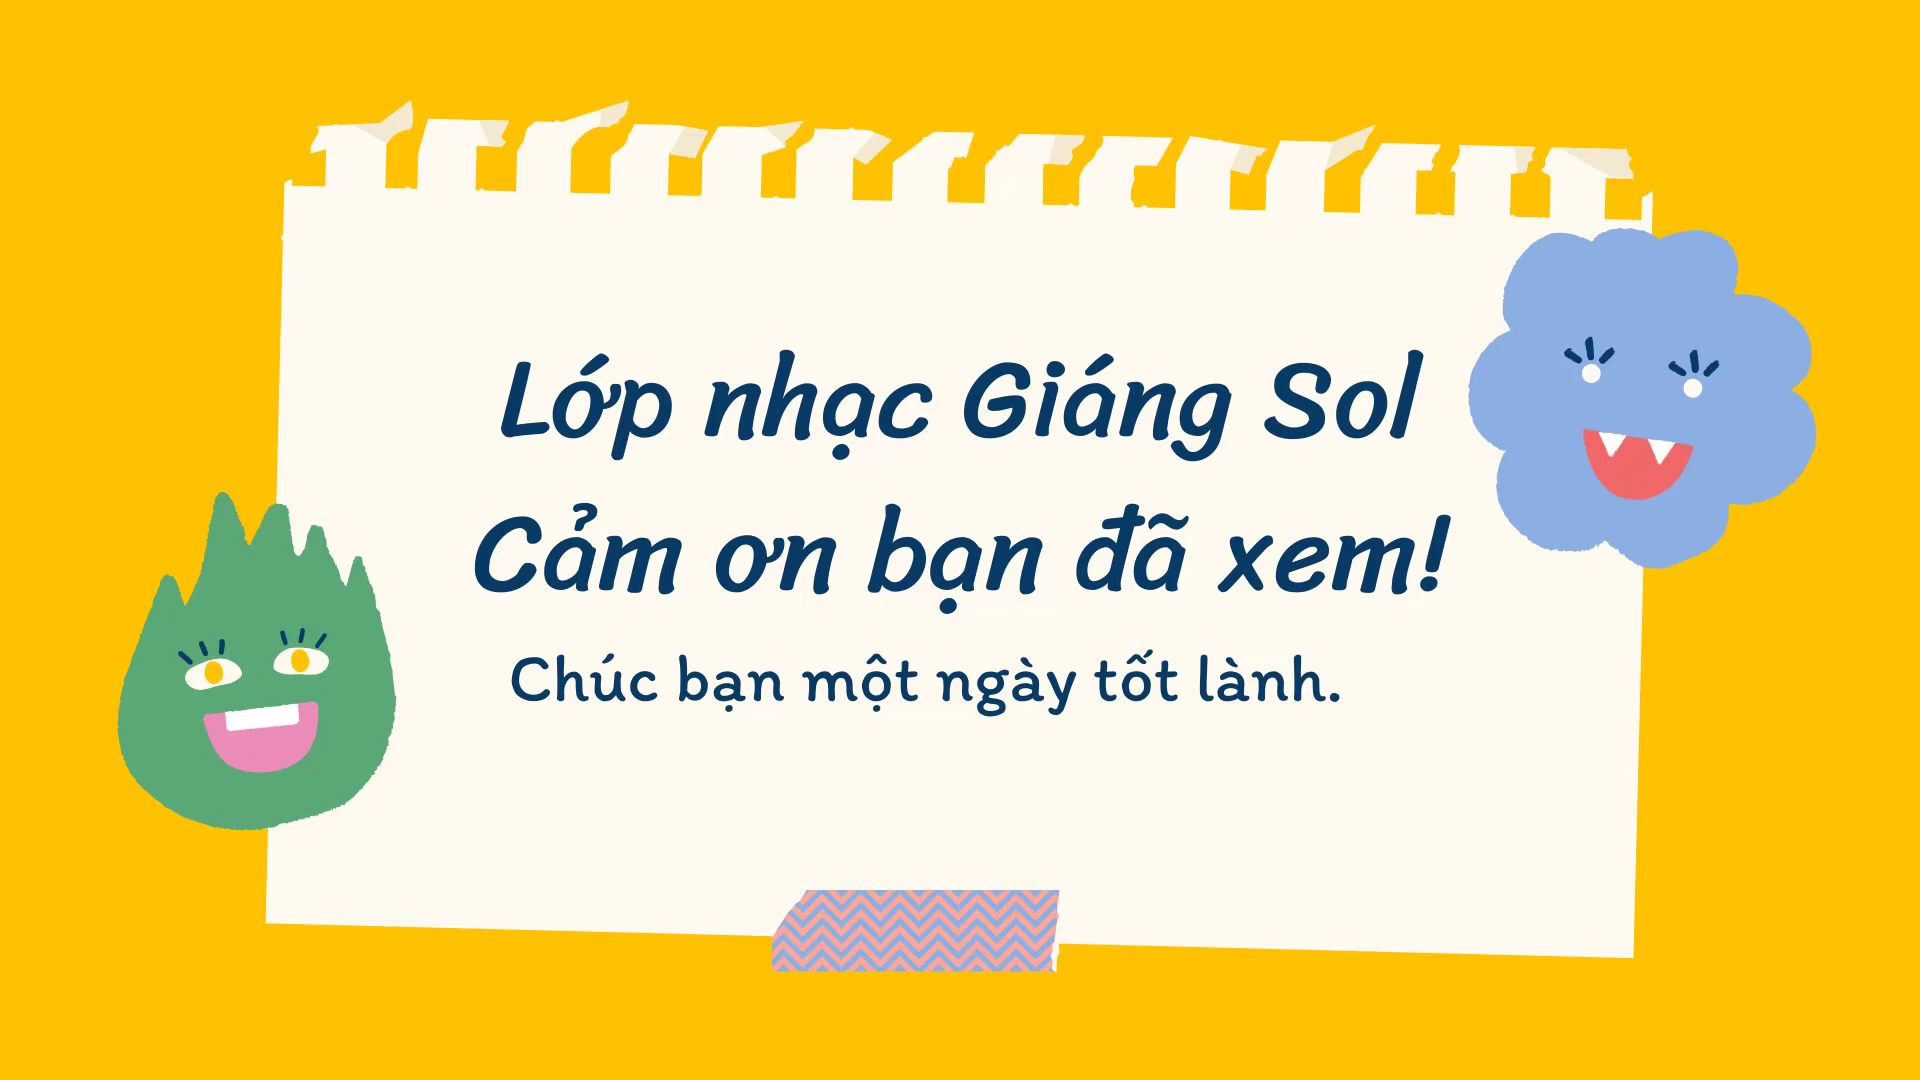 Lớp nhạc Giáng Sol
Cảm ơn bạn đã xem!
Chúc bạn một ngày tốt lành.